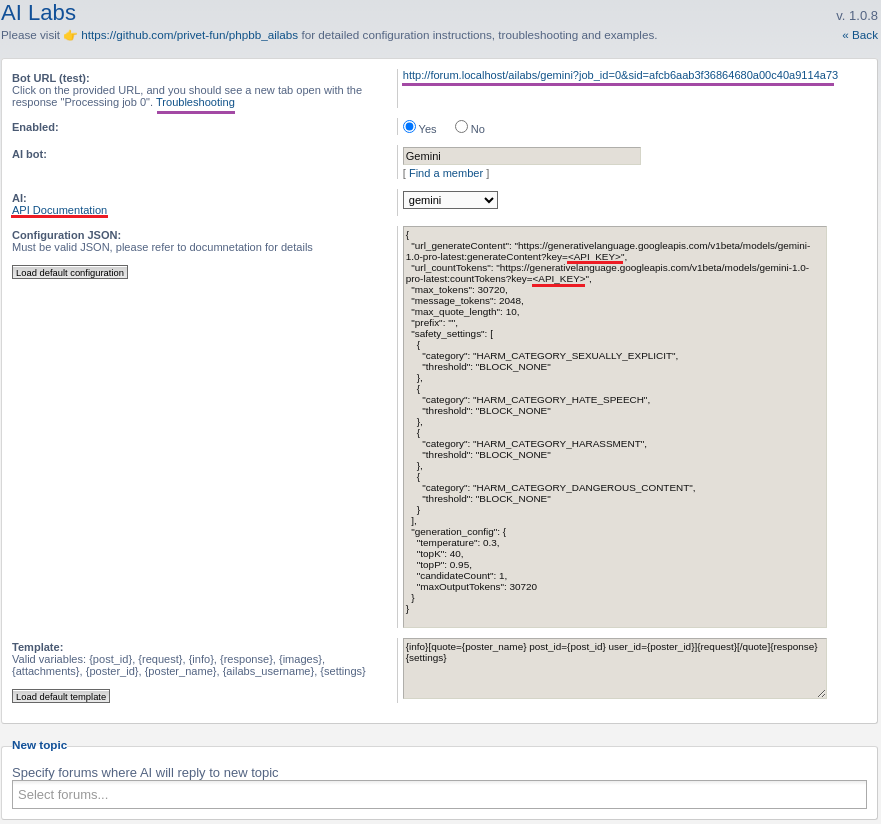 AI Labs
v. 1.0.8
Please visit 👉 https://github.com/privet-fun/phpbb_ailabs for detailed configuration instructions, troubleshooting and examples.
« Back
Bot URL (test):
Click on the provided URL, and you should see a new tab open with the
response "Processing job 0". Troubleshooting
http://forum.localhost/ailabs/gemini?job_id=0&sid=afcb6aab3f36864680a00c40a9114a73
Enabled:
Yes No
AI bot:
Gemini
[ Find a member ]
AI:
API Documentation
gemini
Configuration JSON:
Must be valid JSON, please refer to documnetation for details
Load default configuration
{
"url_generateContent": "https://generativelanguage.googleapis.com/v1beta/models/gemini-
1.0-pro-latest:generateContent?key=<API_KEY>",
"url_countTokens": "https://generativelanguage.googleapis.com/v1beta/models/gemini-1.0-
pro-latest:countTokens?key=<API_KEY>",
"max_tokens": 30720,
"message_tokens": 2048,
"max_quote_length": 10,
"prefix": "",
"safety_settings": [
{
"category": "HARM_CATEGORY_SEXUALLY_EXPLICIT",
"threshold": "BLOCK_NONE"
},
{
"category": "HARM_CATEGORY_HATE_SPEECH",
"threshold": "BLOCK_NONE"
},
{
"category": "HARM_CATEGORY_HARASSMENT",
"threshold": "BLOCK_NONE"
},
{
"category": "HARM_CATEGORY_DANGEROUS_CONTENT",
"threshold": "BLOCK_NONE"
}
],
"generation_config": {
"temperature": 0.3,
"topK": 40,
"topP": 0.95,
"candidateCount": 1,
"maxOutputTokens": 30720
}
}
Template:
Valid variables: {post_id}, {request}, {info}, {response}, {images},
{attachments}, {poster_id}, {poster_name}, {ailabs_username}, {settings}
Load default template
{info}[quote={poster_name} post_id={post_id} user_id={poster_id}]{request}[/quote]{response}
{settings}
New topic
Specify forums where AI will reply to new topic
Select forums...